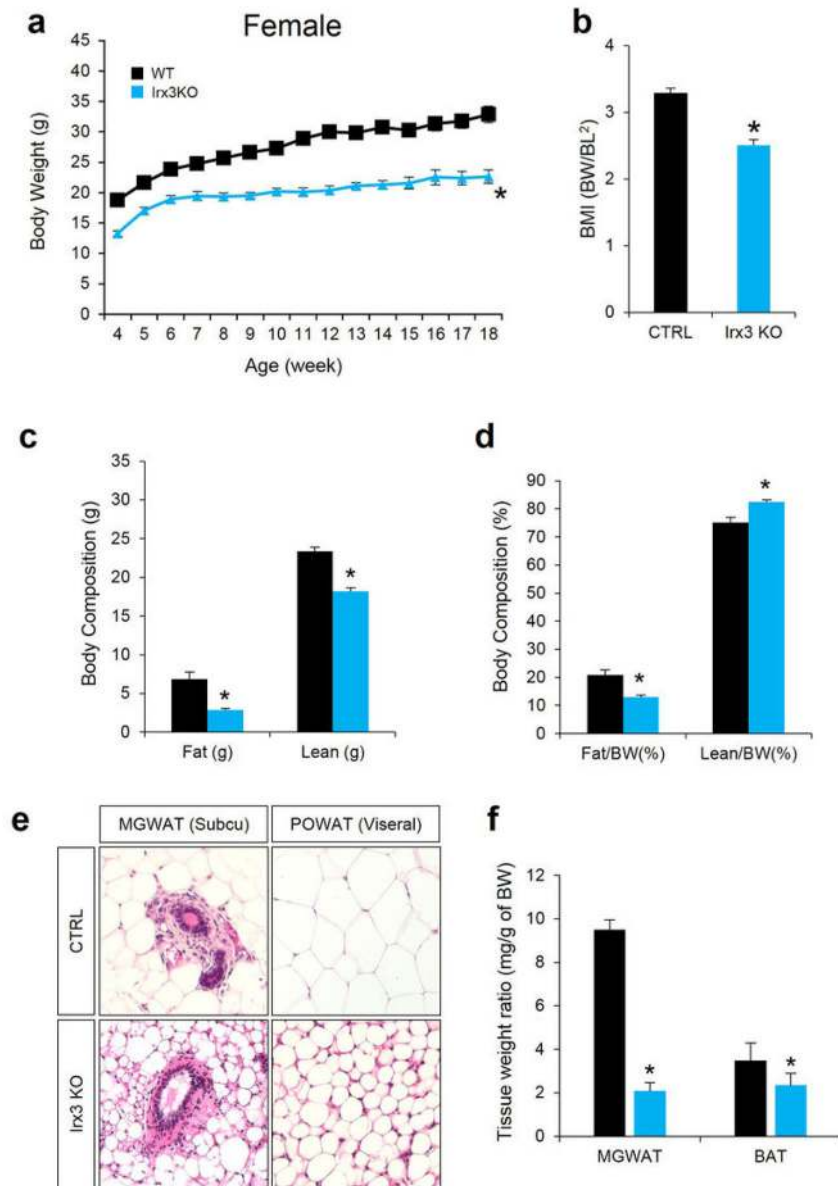 a
Female
Body Weight (g)
45
40
35
30
25
20
15
10
5
0
WT
Irx3KO
*
4 5 6 7 8 9 10 11 12 13 14 15 16 17 18
Age (week)
b
BMI (BW/BL²)
4
3
2
1
0
*
CTRL Irx3 KO
c
Body Composition (g)
35
30
25
20
15
10
5
0
*
*
Fat (g) Lean (g)
d
Body Composition (%)
90
80
70
60
50
40
30
20
10
0
*
*
Fat/BW(%) Lean/BW(%)
e
MGWAT (Subcu) POWAT (Viseral)
CTRL
Irx3 KO
f
Tissue weight ratio (mg/g of BW)
12
10
8
6
4
2
0
*
*
MGWAT BAT